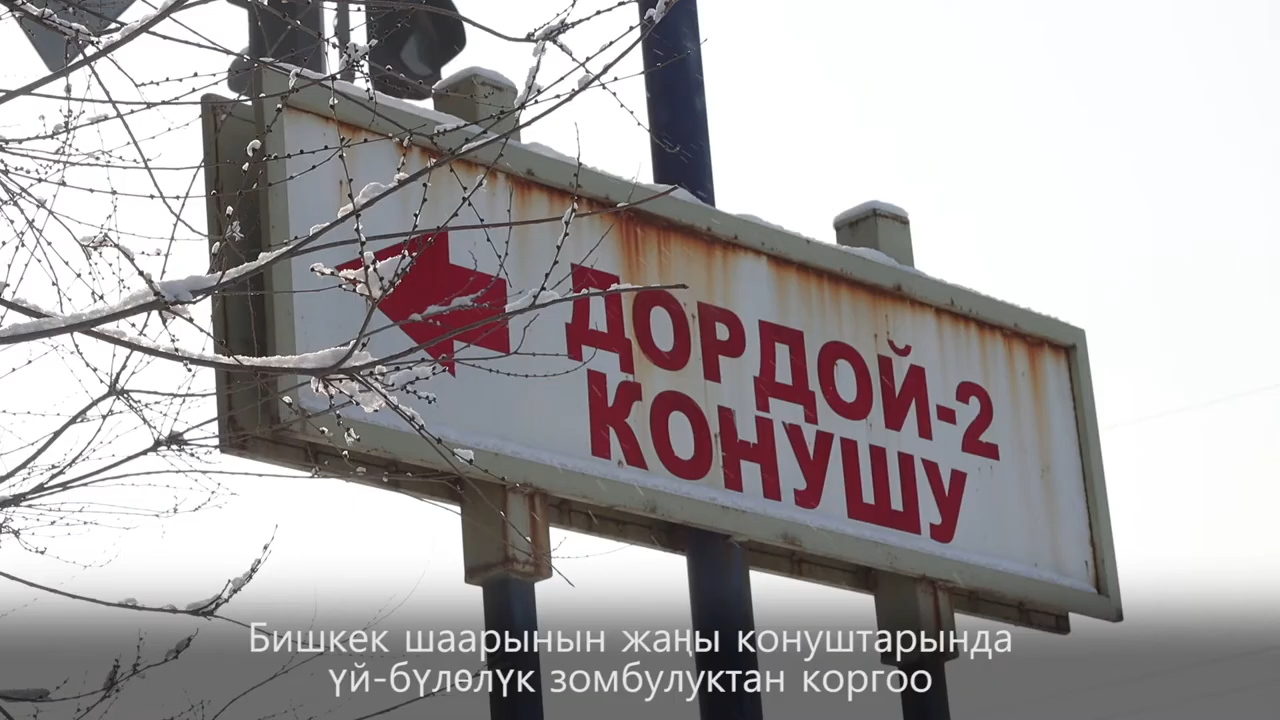 ДОРДОЙ-2
КОНУШУ
Бишкек шаарынын жаңы конуштарында
үй-бүлөлүк зомбулуктан коргоо